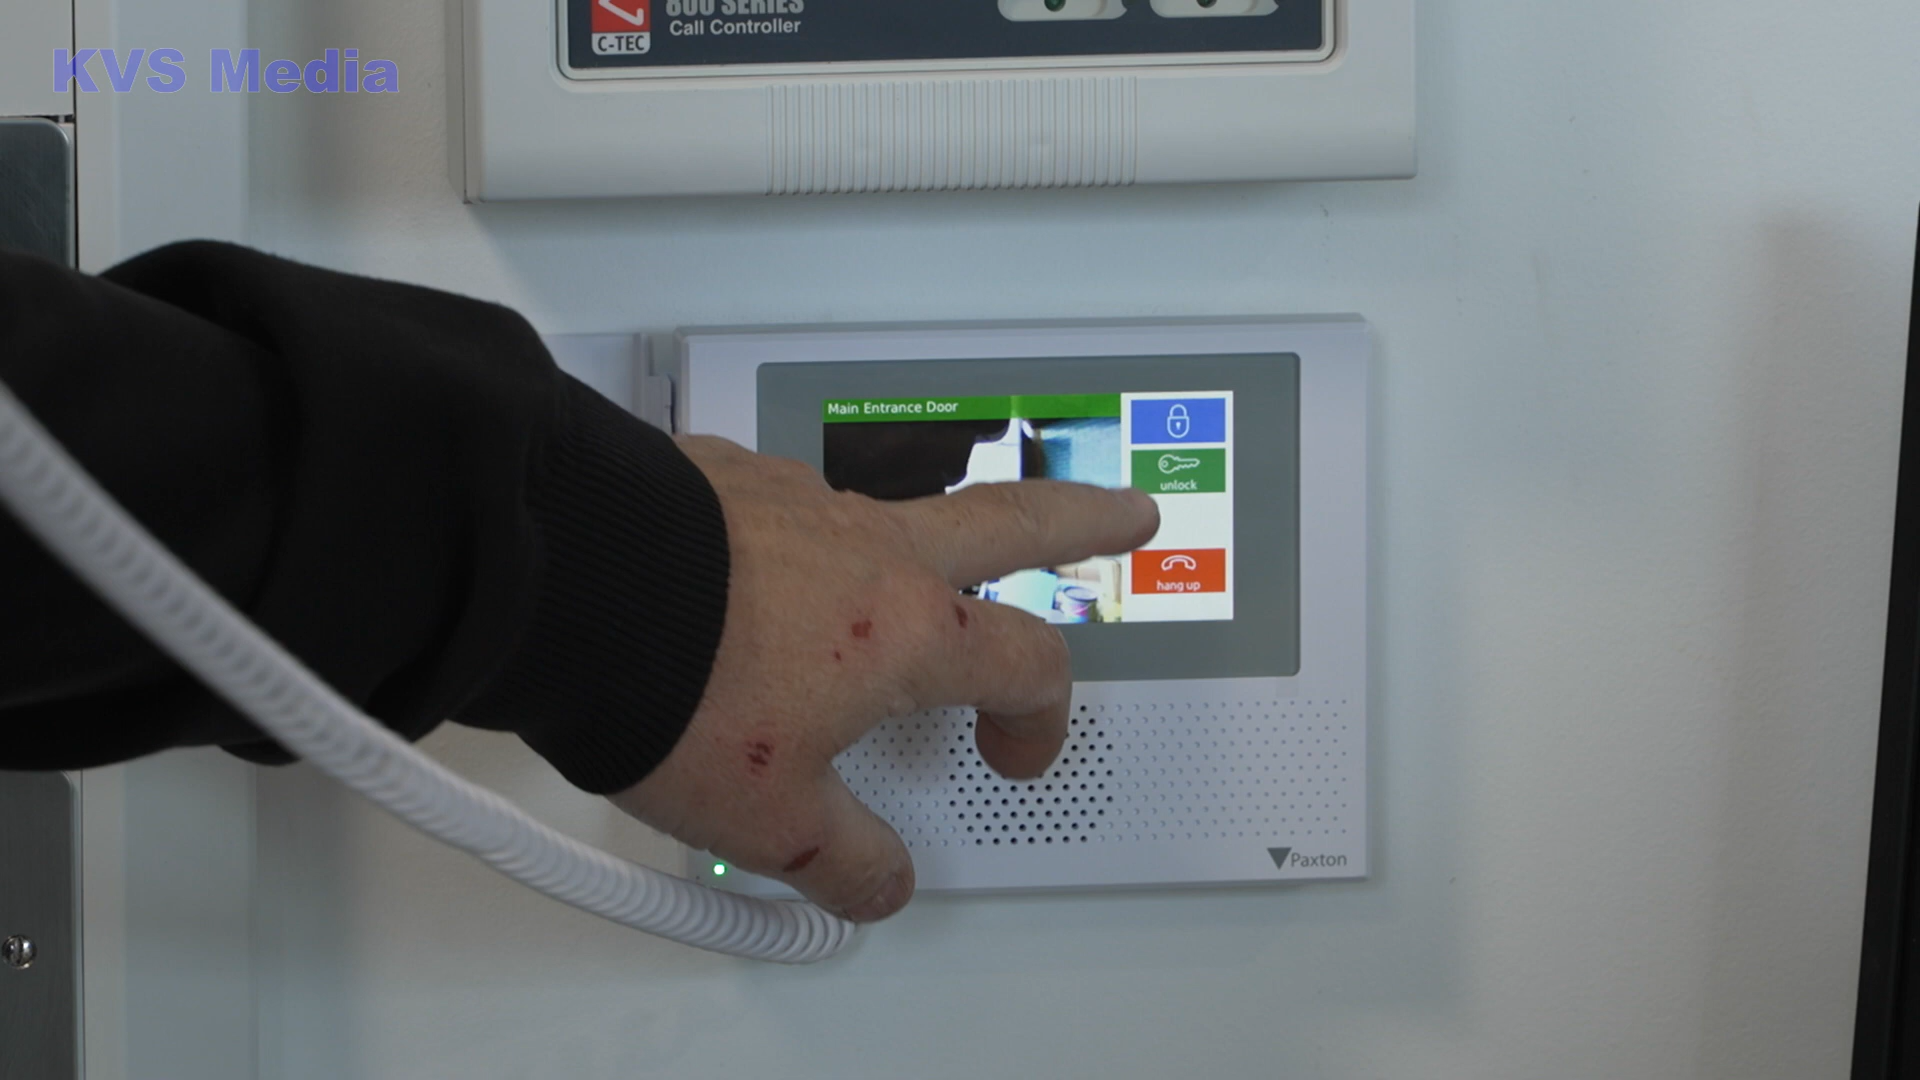 800 SERIES
Call Controller
C-TEC
KVS Media
Main Entrance Door
unlock
hang up
Paxton